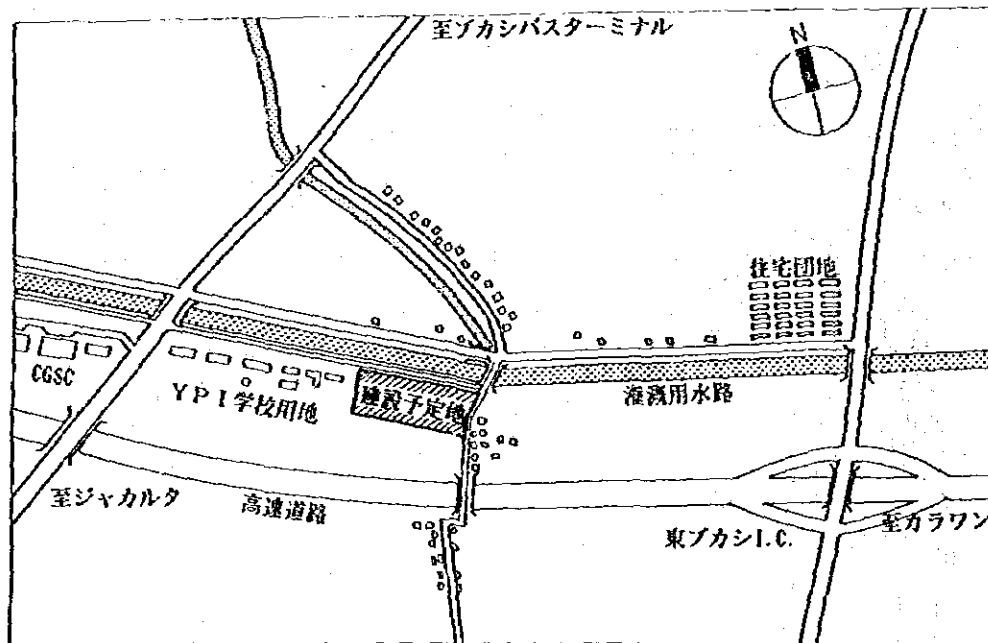 至ブカシバスターミナル
N
住宅団地
CGSC
YPI学校用地
建設予定地
灌漑用水路
至ジャカルタ
高速道路
東ブカシI.C.
至カラワン